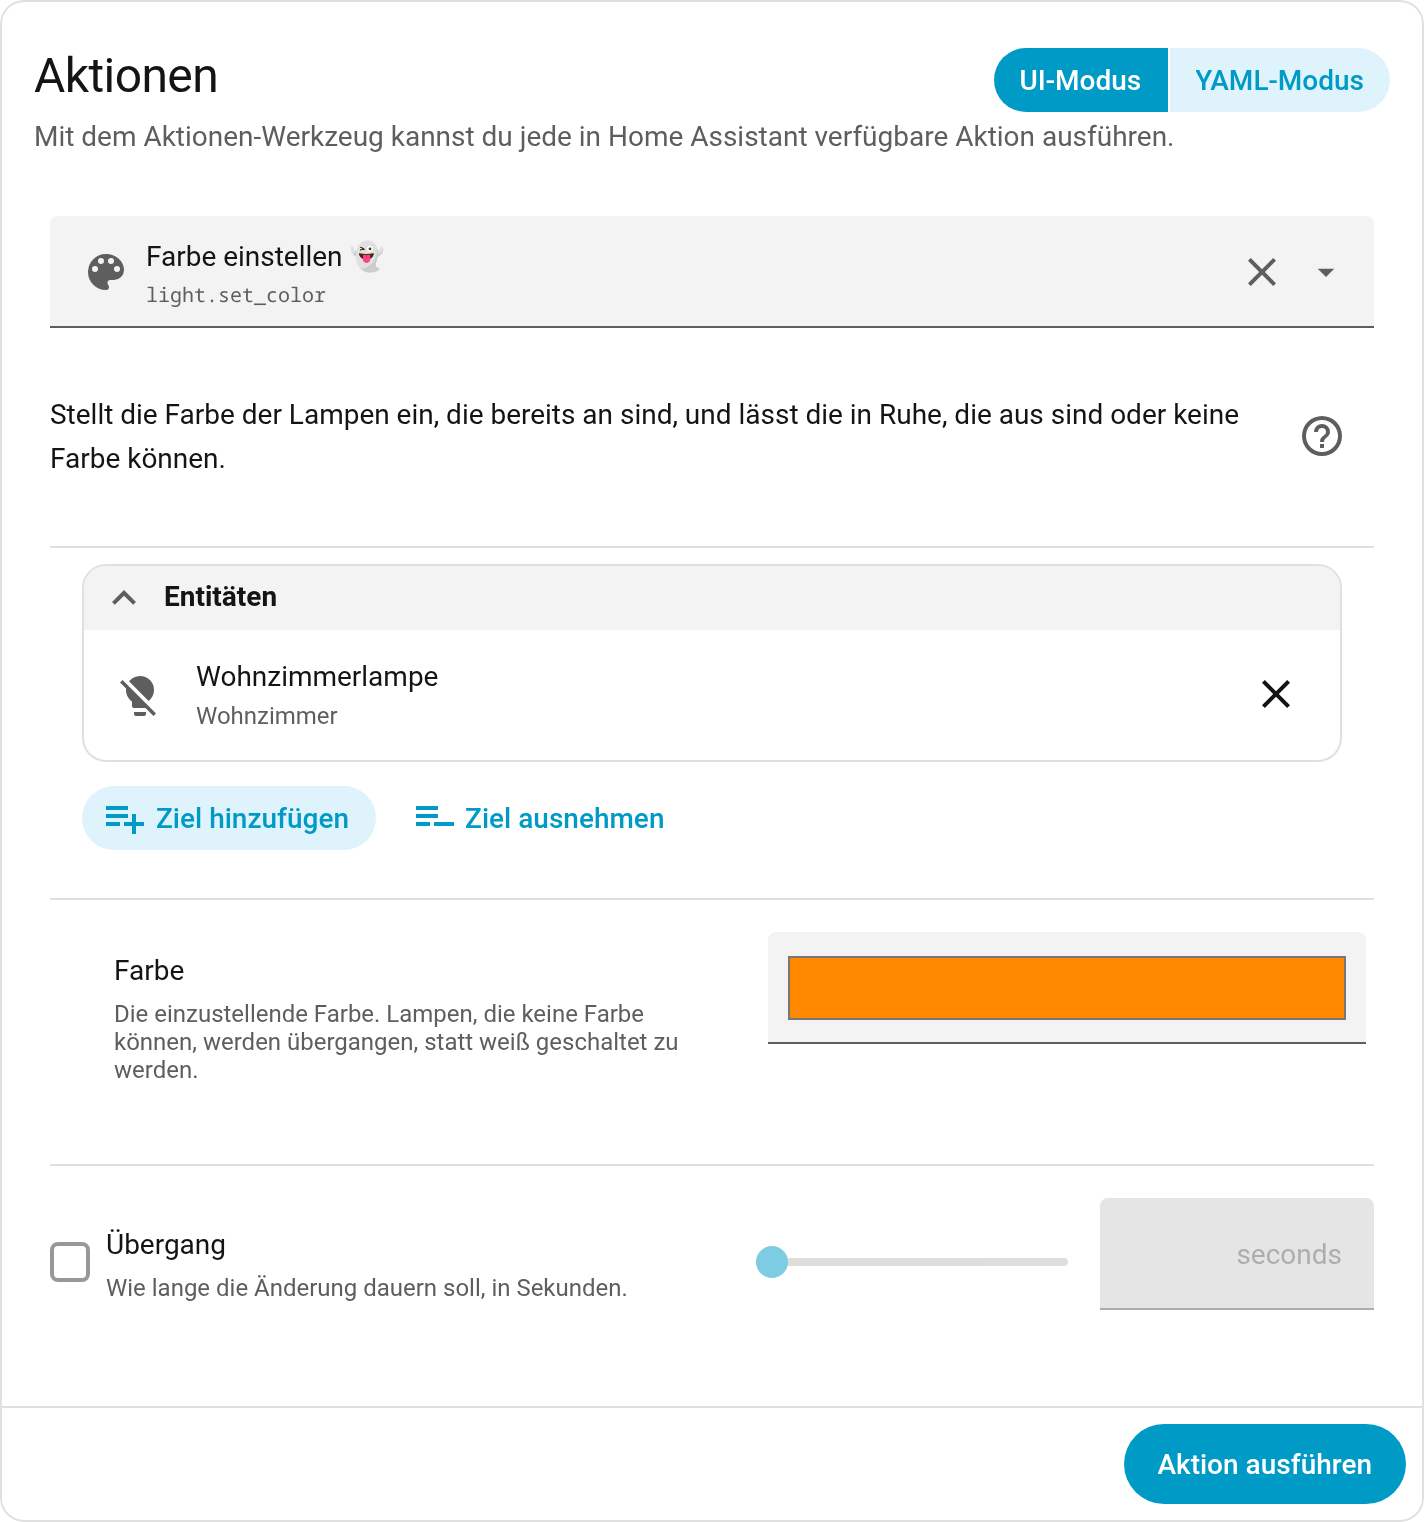 Aktionen
UI-Modus
YAML-Modus
Mit dem Aktionen-Werkzeug kannst du jede in Home Assistant verfügbare Aktion ausführen.
Farbe einstellen 👻
light.set_color
Stellt die Farbe der Lampen ein, die bereits an sind, und lässt die in Ruhe, die aus sind oder keine
Farbe können.
Entitäten
Wohnzimmerlampe
Wohnzimmer
Ziel hinzufügen
Ziel ausnehmen
Farbe
Die einzustellende Farbe. Lampen, die keine Farbe
können, werden übergangen, statt weiß geschaltet zu
werden.
Übergang
Wie lange die Änderung dauern soll, in Sekunden.
seconds
Aktion ausführen